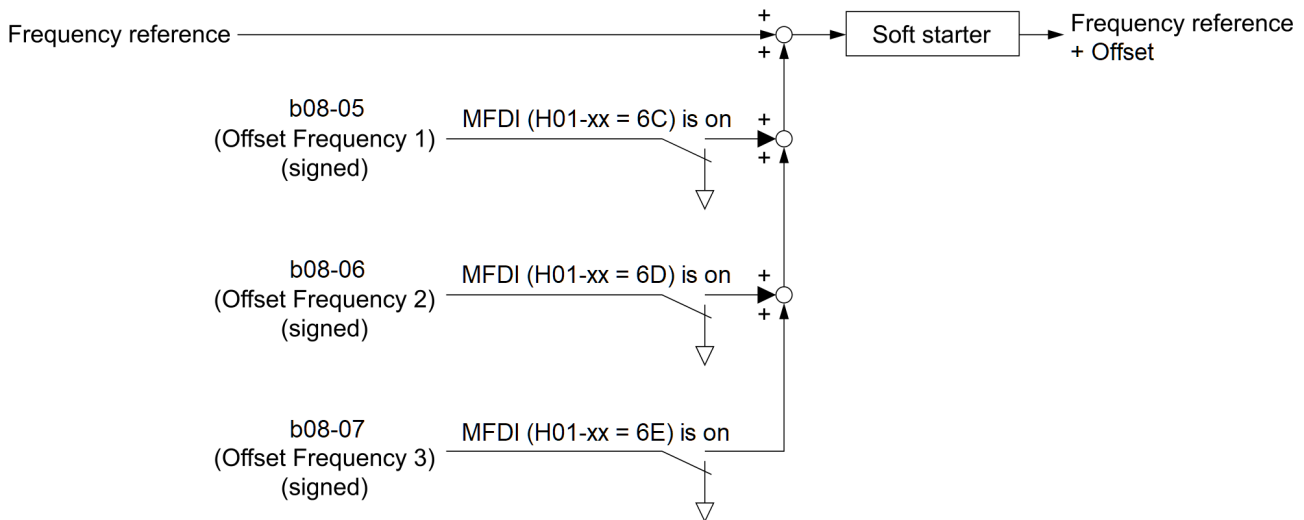 +
Frequency reference
+
Soft starter
Frequency reference
+ Offset
b08-05
(Offset Frequency 1)
(signed)
MFDI (H01-xx = 6C) is on
+
+
b08-06
(Offset Frequency 2)
(signed)
MFDI (H01-xx = 6D) is on
+
+
b08-07
(Offset Frequency 3)
(signed)
MFDI (H01-xx = 6E) is on